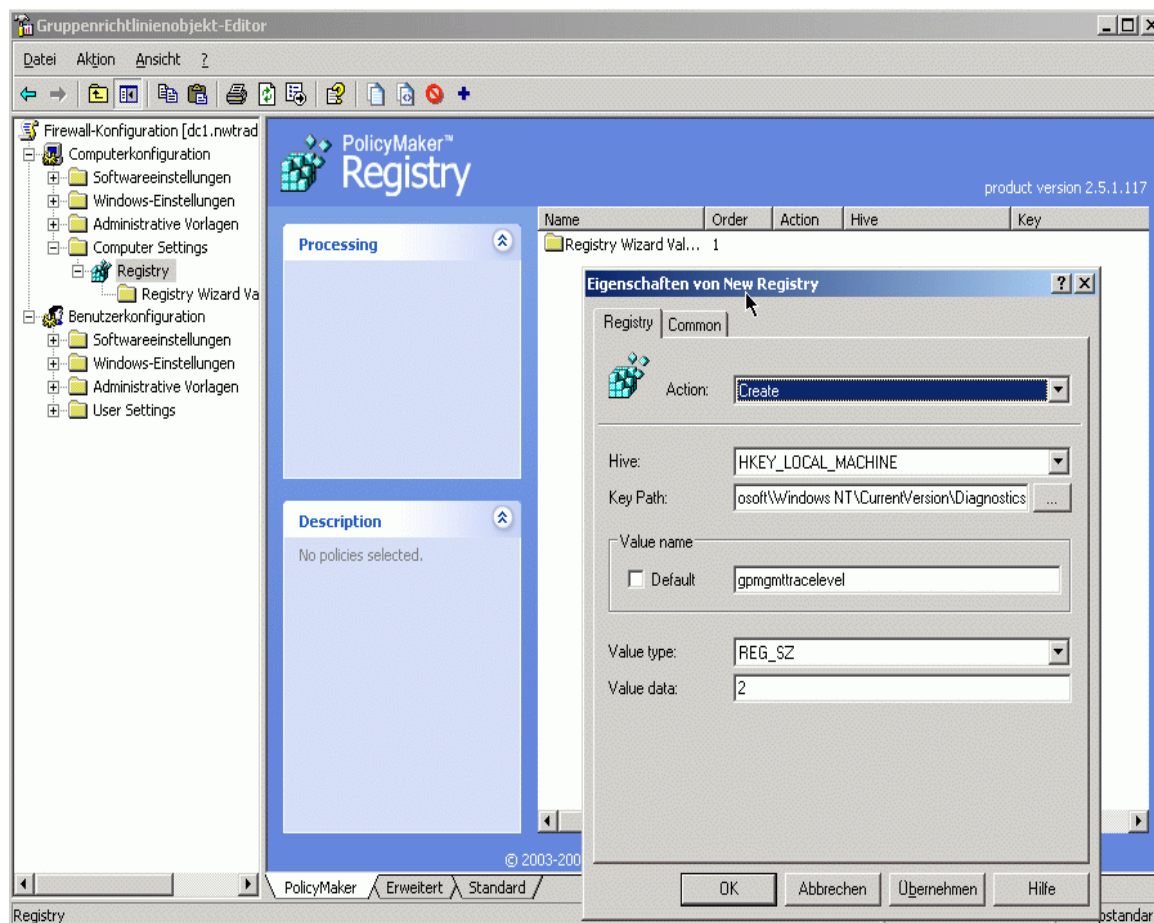 Gruppenrichtlinienobjekt-Editor
Datei Aktion Ansicht ?
Firewall-Konfiguration [dc1.nwtrad
Computerkonfiguration
Softwareeinstellungen
Windows-Einstellungen
Administrative Vorlagen
Computer Settings
Registry
Registry Wizard Va
Benutzerkonfiguration
Softwareeinstellungen
Windows-Einstellungen
Administrative Vorlagen
User Settings
PolicyMaker™
Registry
product version 2.5.1.117
Processing
Description
No policies selected.
Name Order Action Hive Key
Registry Wizard Val... 1
Eigenschaften von New Registry
Registry Common
Action: Create
Hive: HKEY_LOCAL_MACHINE
Key Path: osoft\Windows NT\CurrentVersion\Diagnostics ...
Value name
Default gpmgmttracelevel
Value type: REG_SZ
Value data: 2
OK Abbrechen Übernehmen Hilfe
© 2003-200
PolicyMaker Erweitert Standard
Registry
pstandar